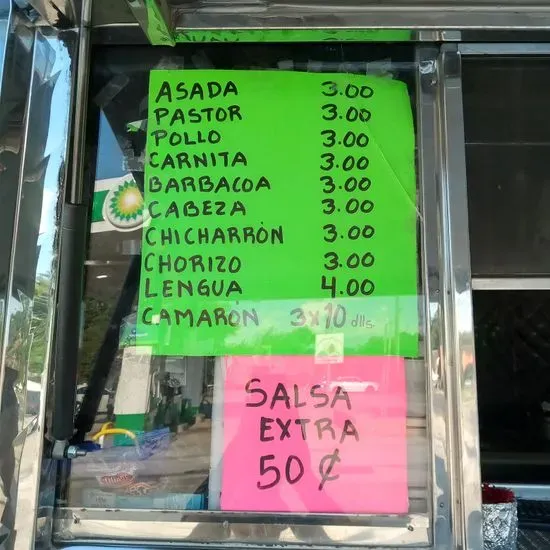 ASADA 3.00
PASTOR 3.00
POLLO 3.00
CARNITA 3.00
BARBACOA 3.00
CABEZA 3.00
CHICHARRÓN 3.00
CHORIZO 3.00
LENGUA 4.00
CAMARÓN 3x10 dlls.
SALSA
EXTRA
50 ¢